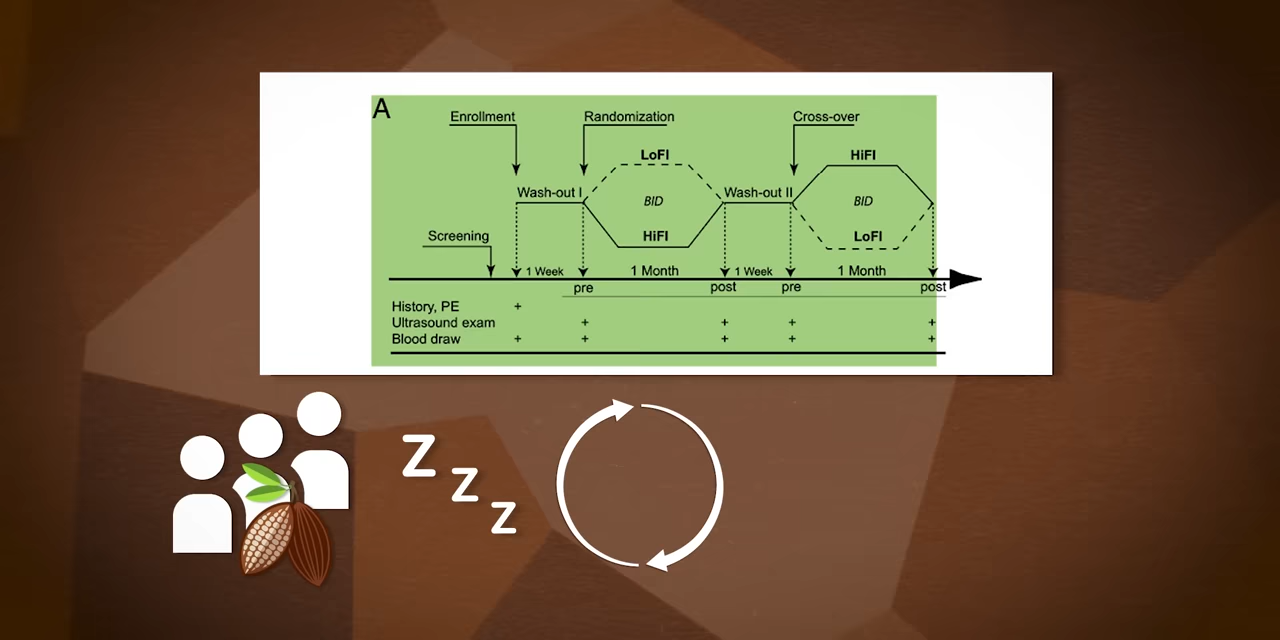 A
Enrollment Randomization Cross-over
LoFI HiFI
Wash-out I BID Wash-out II BID
Screening HiFI LoFI
1 Week 1 Month 1 Week 1 Month
pre post pre post
History, PE +
Ultrasound exam + + + +
Blood draw + + + + +
Z
Z
Z